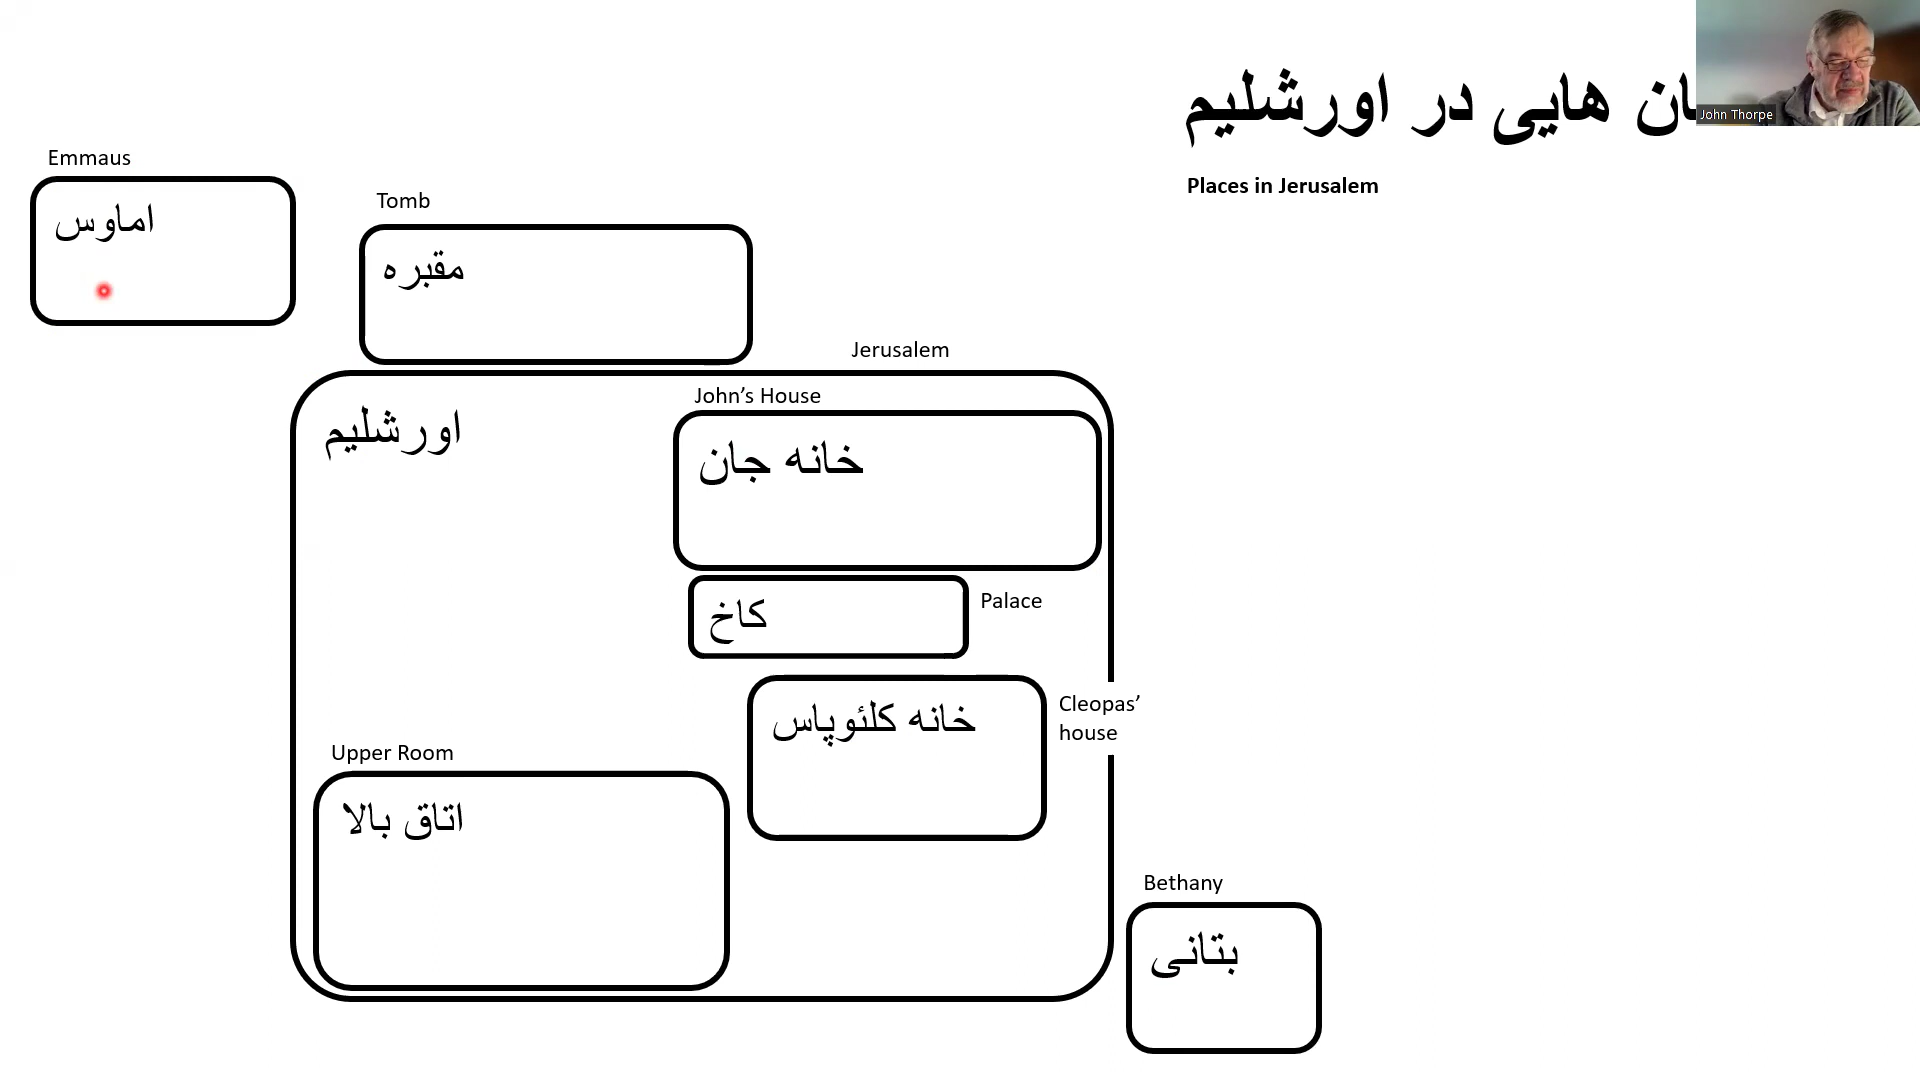 ان هایی در اورشلیم
John Thorpe
Places in Jerusalem
Emmaus
اماوس
Tomb
مقبره
Jerusalem
اورشلیم
John’s House
خانه جان
کاخ
Palace
خانه کلئوپاس
Cleopas’
house
Upper Room
اتاق بالا
Bethany
بتانی